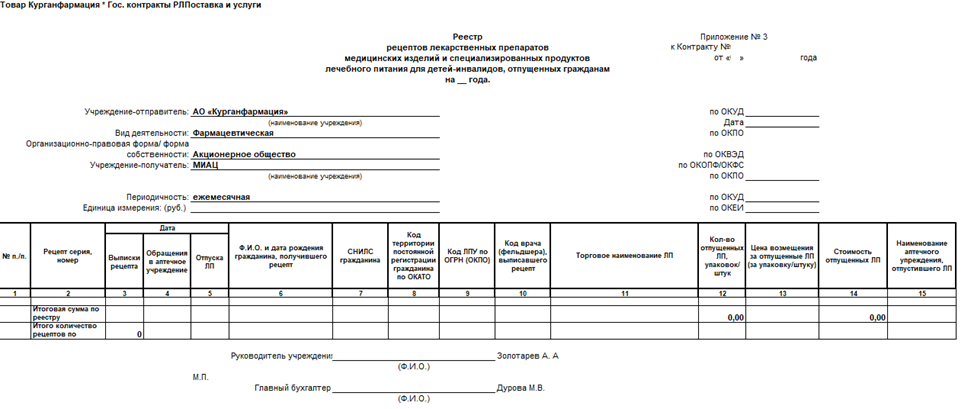 Товар Курганфармация * Гос. контракты РЛПоставка и услуги
Реестр
рецептов лекарственных препаратов
медицинских изделий и специализированных продуктов
лечебного питания для детей-инвалидов, отпущенных гражданам
на __ года.
Приложение № 3
к Контракту №
от « » года
Учреждение-отправитель: АО «Курганфармация» по ОКУД
(наименование учреждения) Дата
Вид деятельности: Фармацевтическая по ОКПО
Организационно-правовая форма/ форма
собственности: Акционерное общество по ОКВЭД
Учреждение-получатель: МИАЦ по ОКОПФ/ОКФС
(наименование учреждения) по ОКПО
Периодичность: ежемесячная по ОКУД
Единица измерения: (руб.) по ОКЕИ
№ п./п.
Рецепт серия,
номер
Дата
Выписки
рецепта
Обращения
в аптечное
учреждение
Отпуска
ЛП
Ф.И.О. и дата рождения
гражданина, получившего
рецепт
СНИЛС
гражданина
Код
территории
постоянной
регистрации
гражданина
по ОКАТО
Код ЛПУ по
ОГРН (ОКПО)
Код врача
(фельдшера),
выписавшего
рецепт
Торговое наименование ЛП
Кол-во
отпущенных
ЛП,
упаковок/
штук
Цена возмещения
за отпущенные ЛП
(за упаковку/штуку)
Стоимость
отпущенных ЛП
Наименование
аптечного
упреждения,
отпустившего ЛП
1 2 3 4 5 6 7 8 9 10 11 12 13 14 15
Итоговая сумма по
реестру 0,00 0,00
Итого количество
рецептов по 0
Руководитель учреждени Золотарев А. А
(Ф.И.О.)
М.П.
Главный бухгалтер Дурова М.В.
(Ф.И.О.)